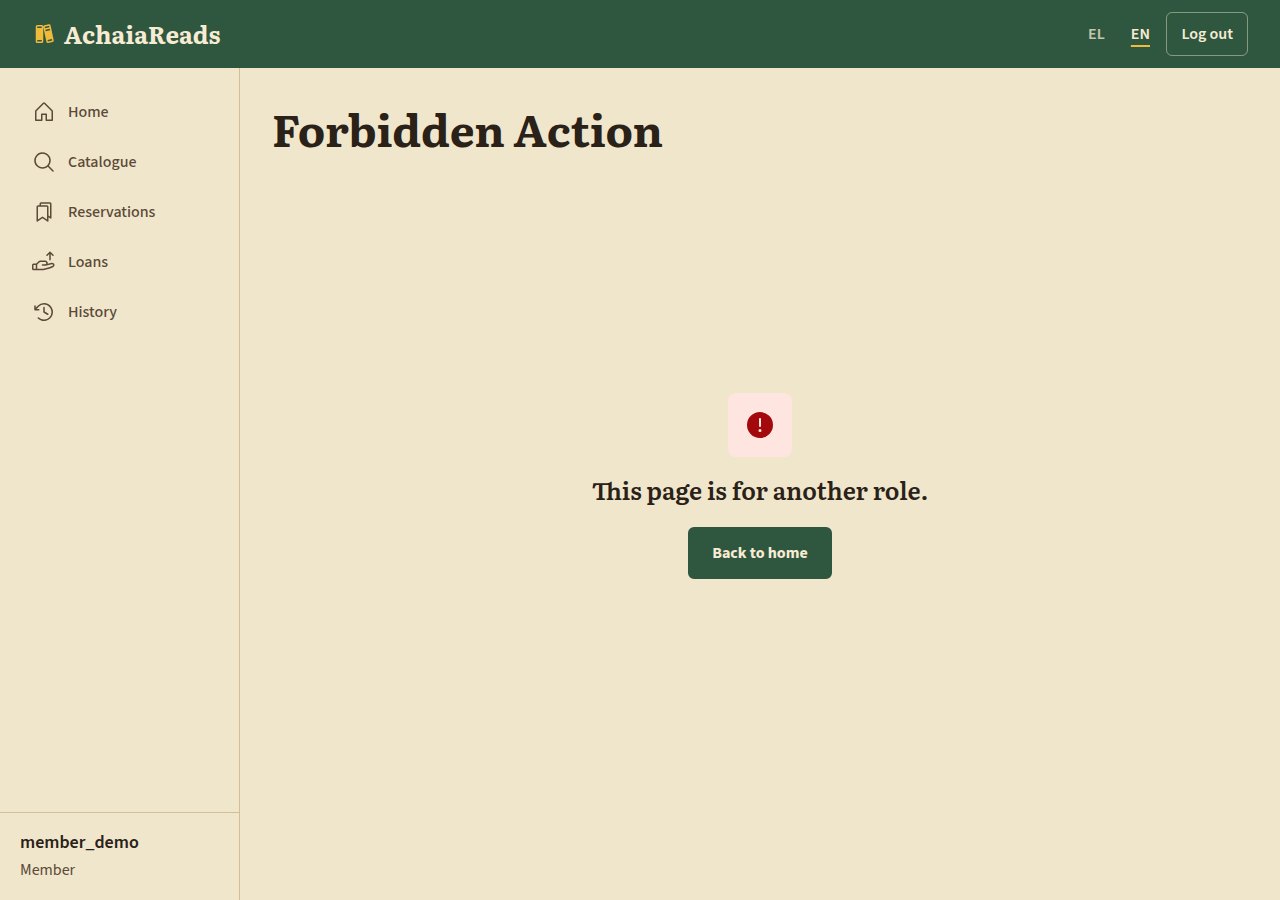 AchaiaReads
EL
EN
Log out
Home
Catalogue
Reservations
Loans
History
Forbidden Action
This page is for another role.
Back to home
member_demo
Member